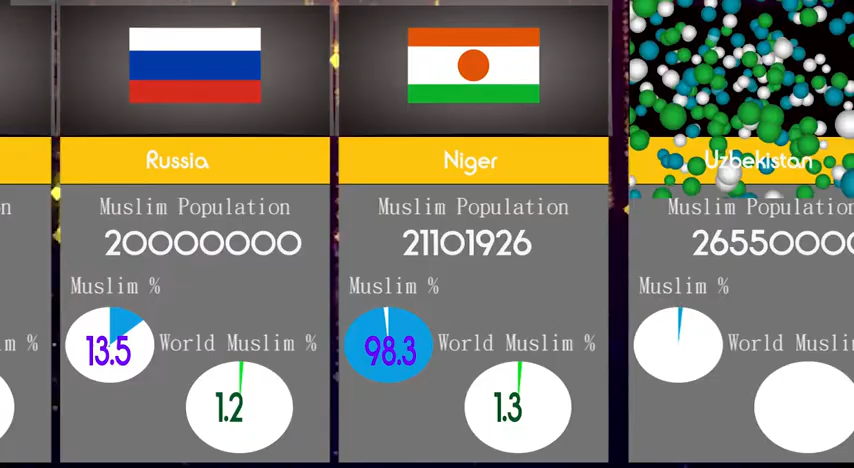 Russia
Muslim Population
20000000
Muslim %
13.5
World Muslim %
1.2
Niger
Muslim Population
21101926
Muslim %
98.3
World Muslim %
1.3
Uzbekistan
Muslim Population
Muslim %
World